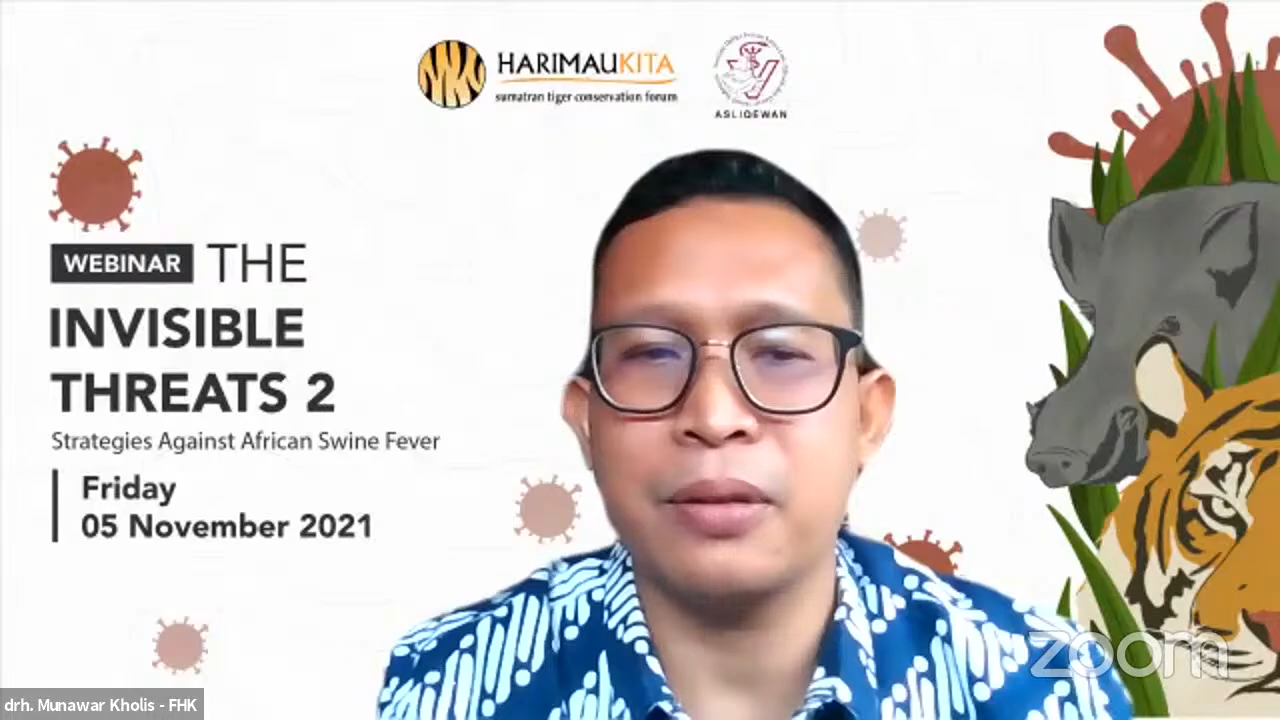 HARIMAUKITA
sumatran tiger conservation forum
ASLIQEWAN
WEBINAR THE
INVISIBLE
THREATS 2
Strategies Against African Swine Fever
Friday
05 November 2021
zoom
drh. Munawar Kholis - FHK